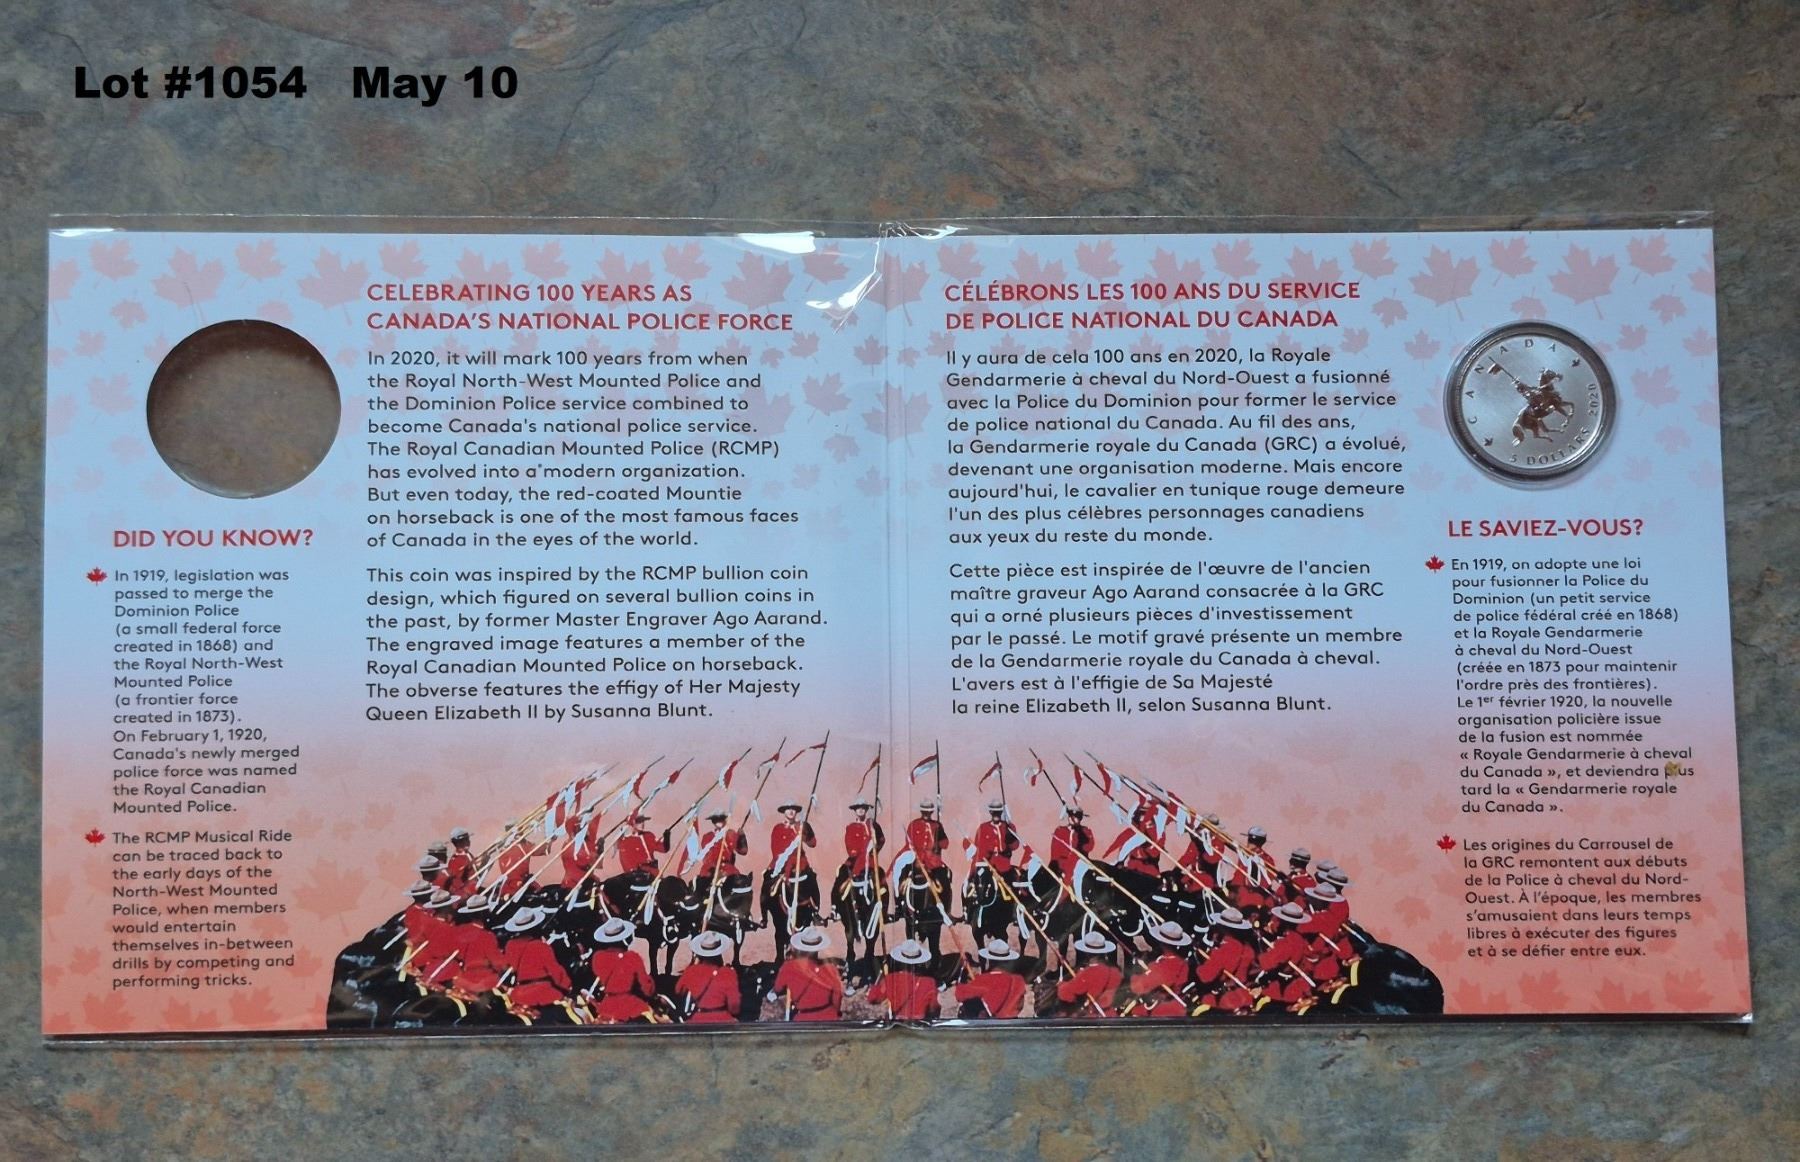 Lot #1054 May 10
CELEBRATING 100 YEARS AS
CANADA'S NATIONAL POLICE FORCE
In 2020, it will mark 100 years from when
the Royal North-West Mounted Police and
the Dominion Police service combined to
become Canada's national police service.
The Royal Canadian Mounted Police (RCMP)
has evolved into a modern organization.
But even today, the red-coated Mountie
on horseback is one of the most famous faces
of Canada in the eyes of the world.
This coin was inspired by the RCMP bullion coin
design, which figured on several bullion coins in
the past, by former Master Engraver Ago Aarand.
The engraved image features a member of the
Royal Canadian Mounted Police on horseback.
The obverse features the effigy of Her Majesty
Queen Elizabeth II by Susanna Blunt.
DID YOU KNOW?
In 1919, legislation was
passed to merge the
Dominion Police
(a small federal force
created in 1868) and
the Royal North-West
Mounted Police
(a frontier force
created in 1873).
On February 1, 1920,
Canada's newly merged
police force was named
the Royal Canadian
Mounted Police.
The RCMP Musical Ride
can be traced back to
the early days of the
North-West Mounted
Police, when members
would entertain
themselves in-between
drills by competing and
performing tricks.
CÉLÉBRONS LES 100 ANS DU SERVICE
DE POLICE NATIONAL DU CANADA
Il y aura de cela 100 ans en 2020, la Royale
Gendarmerie à cheval du Nord-Ouest a fusionné
avec la Police du Dominion pour former le service
de police national du Canada. Au fil des ans,
la Gendarmerie royale du Canada (GRC) a évolué,
devenant une organisation moderne. Mais encore
aujourd'hui, le cavalier en tunique rouge demeure
l'un des plus célèbres personnages canadiens
aux yeux du reste du monde.
Cette pièce est inspirée de l'œuvre de l'ancien
maître graveur Ago Aarand consacrée à la GRC
qui a orné plusieurs pièces d'investissement
par le passé. Le motif gravé présente un membre
de la Gendarmerie royale du Canada à cheval.
L'avers est à l'effigie de Sa Majesté
la reine Elizabeth II, selon Susanna Blunt.
CANADA
5 DOLLARS 2020
LE SAVIEZ-VOUS?
En 1919, on adopte une loi
pour fusionner la Police du
Dominion (un petit service
de police fédéral créé en 1868)
et la Royale Gendarmerie
à cheval du Nord-Ouest
(créée en 1873 pour maintenir
l'ordre près des frontières).
Le 1er février 1920, la nouvelle
organisation policière issue
de la fusion est nommée
« Royale Gendarmerie à cheval
du Canada », et deviendra plus
tard la « Gendarmerie royale
du Canada ».
Les origines du Carrousel de
la GRC remontent aux débuts
de la Police à cheval du Nord-
Ouest. À l'époque, les membres
s'amusaient dans leurs temps
libres à exécuter des figures
et à se défier entre eux.